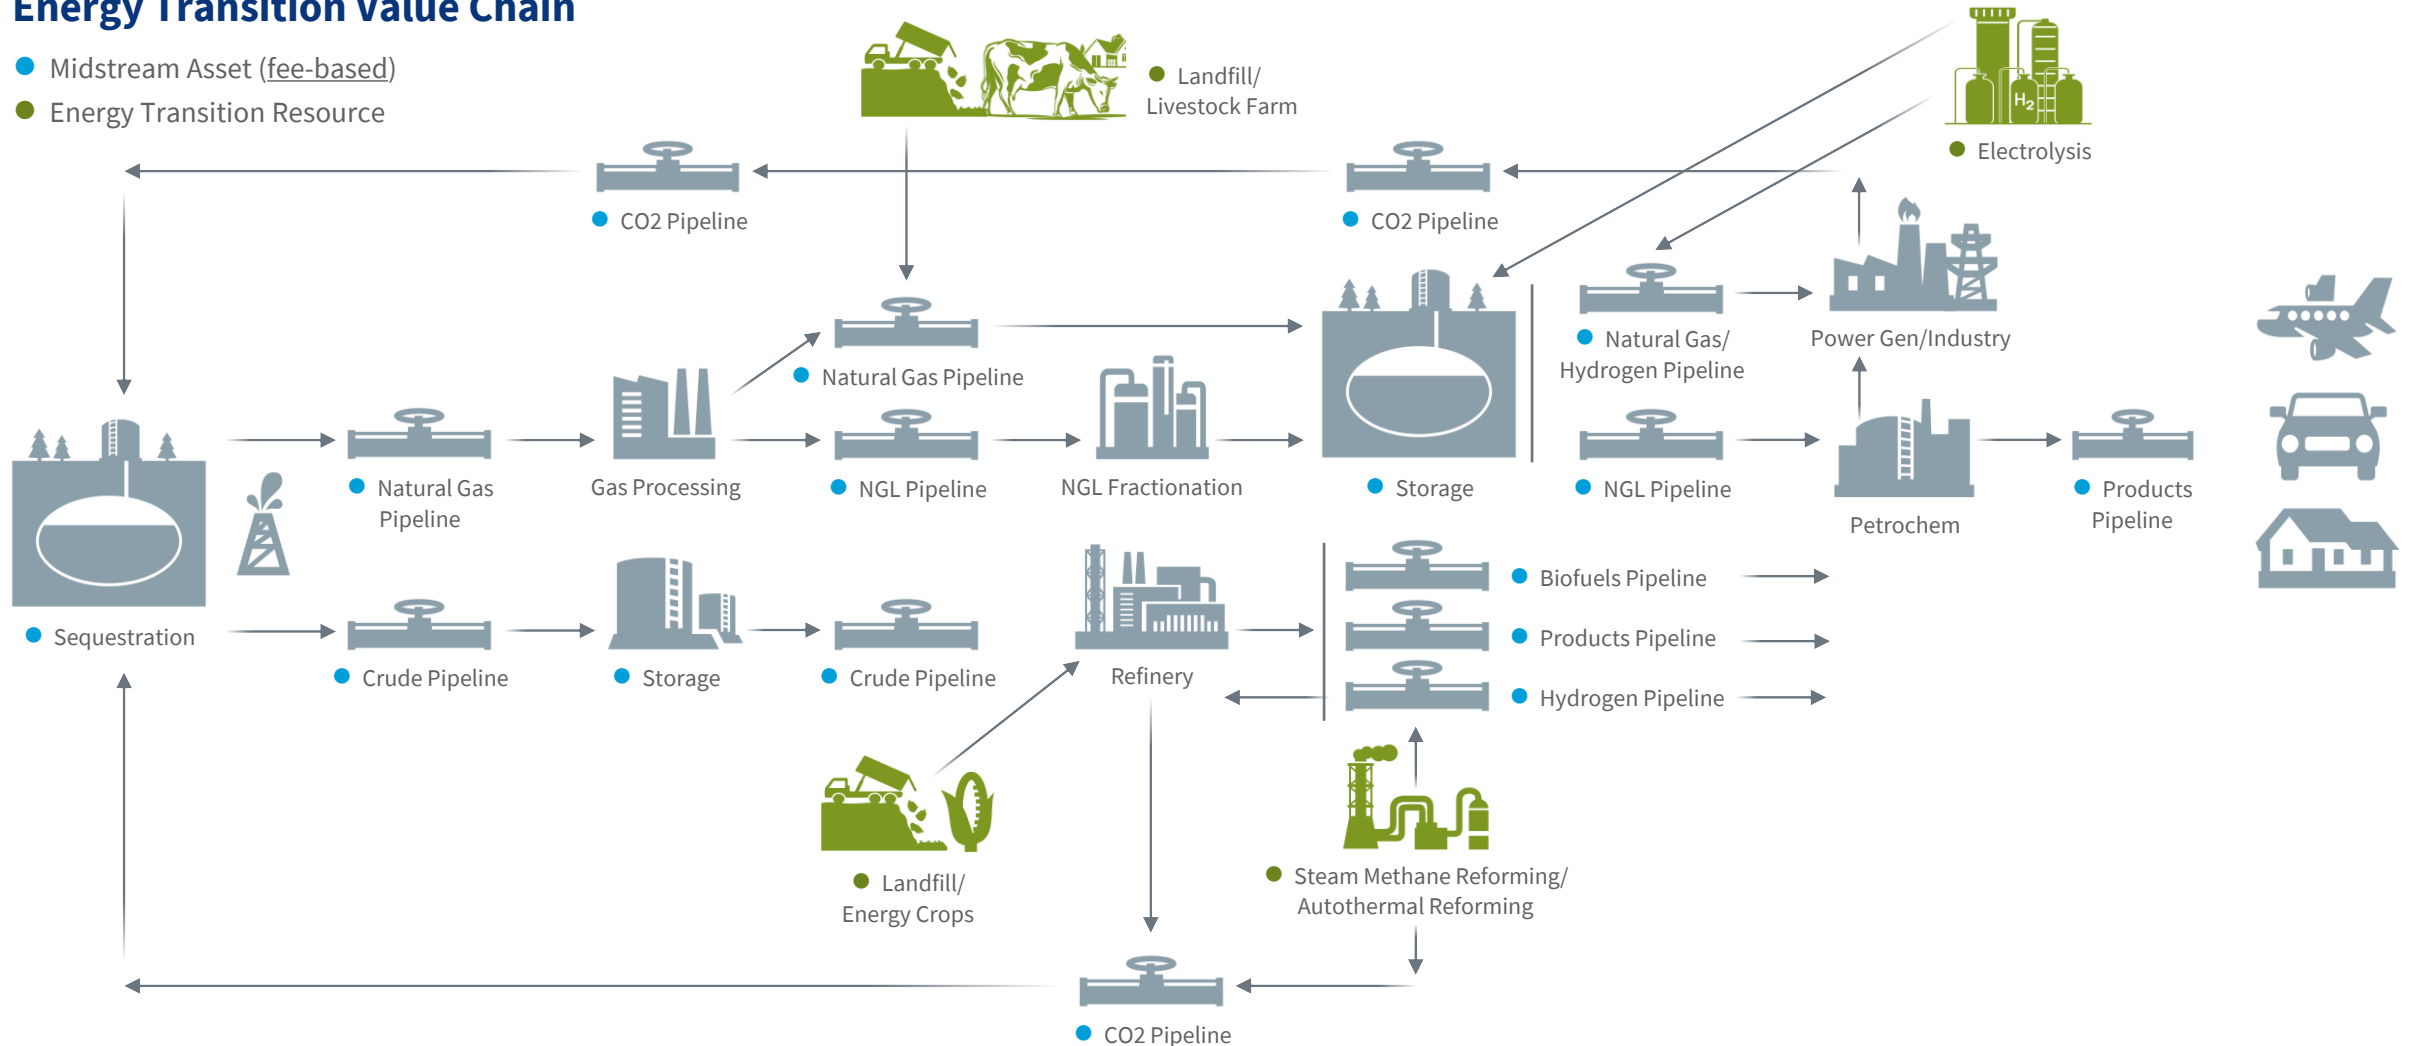 Energy Transition Value Chain
Midstream Asset (fee-based)
Energy Transition Resource
Landfill/
Livestock Farm
H2
Electrolysis
CO2 Pipeline
CO2 Pipeline
Natural Gas Pipeline
Natural Gas/
Hydrogen Pipeline
Power Gen/Industry
Natural Gas
Pipeline
Gas Processing
NGL Pipeline
NGL Fractionation
Storage
NGL Pipeline
Petrochem
Products
Pipeline
Sequestration
Crude Pipeline
Storage
Crude Pipeline
Refinery
Biofuels Pipeline
Products Pipeline
Hydrogen Pipeline
Landfill/
Energy Crops
Steam Methane Reforming/
Autothermal Reforming
CO2 Pipeline